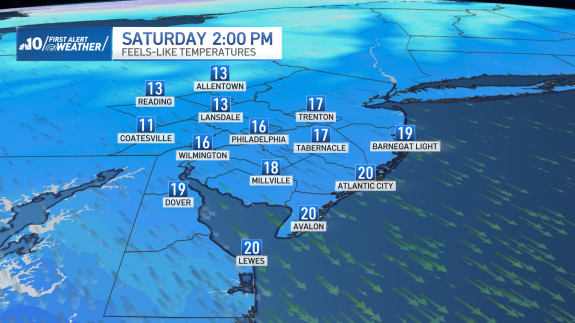 10 FIRST ALERT
WEATHER
SATURDAY 2:00 PM
FEELS-LIKE TEMPERATURES
13
ALLENTOWN
13
READING
13
LANSDALE
17
TRENTON
11
COATESVILLE
16
PHILADELPHIA
17
TABERNACLE
19
BARNEGAT LIGHT
16
WILMINGTON
18
MILLVILLE
20
ATLANTIC CITY
19
DOVER
20
AVALON
20
LEWES